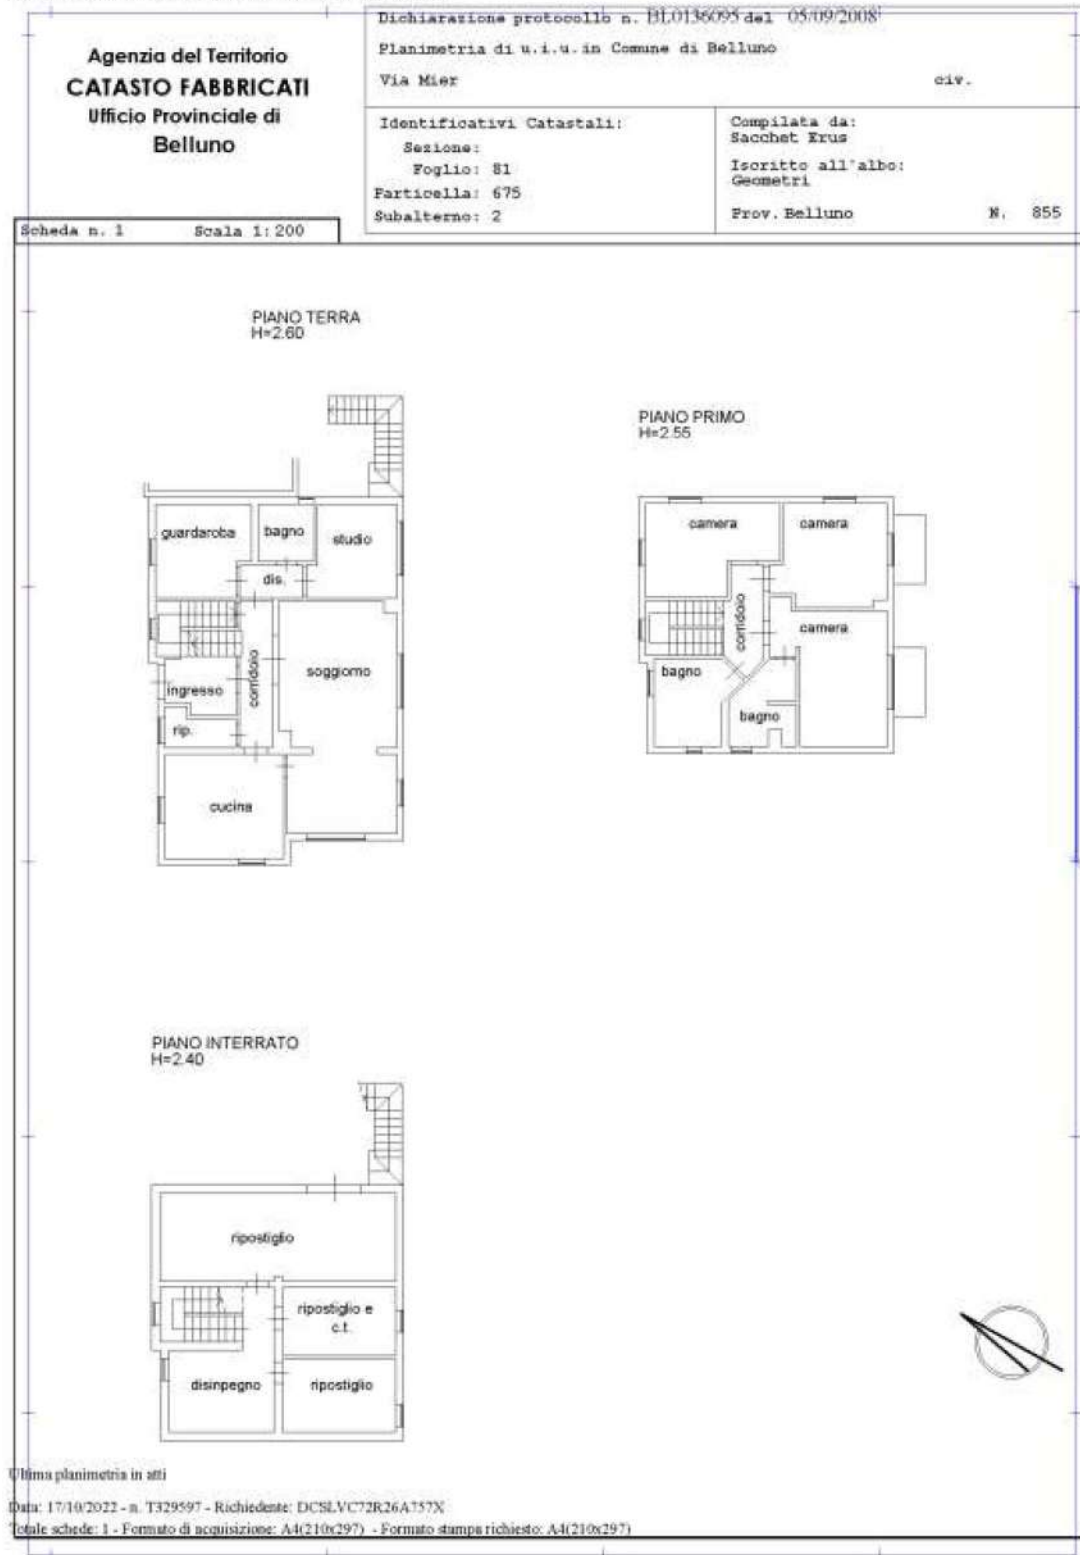 Agenzia del Territorio
CATASTO FABBRICATI
Ufficio Provinciale di
Belluno
Dichiarazione protocollo n. BL0136095 del 05/09/2008
Planimetria di u.i.u. in Comune di Belluno
Via Mier civ.
Identificativi Catastali:
Sezione:
Foglio: 81
Particella: 675
Subalterno: 2
Compilata da:
Sacchet Erus
Iscritto all'albo:
Geometri
Prov. Belluno N. 855
Scheda n. 1 Scala 1:200
PIANO TERRA
H=2.60
guardaroba
bagno
studio
dis.
corridoio
soggiorno
ingresso
rip.
cucina
PIANO PRIMO
H=2.55
camera
camera
corridoio
camera
bagno
bagno
PIANO INTERRATO
H=2.40
ripostiglio
ripostiglio e
c.t.
disinpegno
ripostiglio
Ultima planimetria in atti
Data: 17/10/2022 - n. T329597 - Richiedente: DCSLVC72R26A757X
Totale schede: 1 - Formato di acquisizione: A4(210x297) - Formato stampa richiesto: A4(210x297)